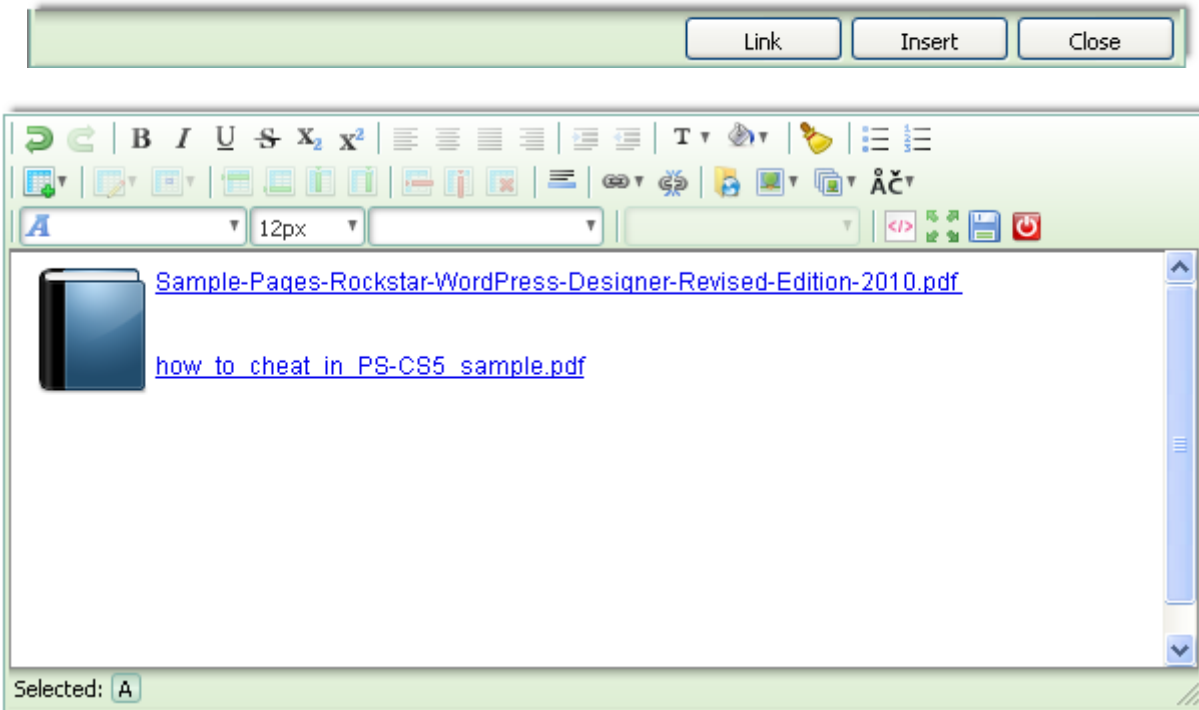 Link Insert Close
B I U S X₂ X² T
ÅČ
A 12px </>
Sample-Pages-Rockstar-WordPress-Designer-Revised-Edition-2010.pdf
how_to_cheat_in_PS-CS5_sample.pdf
Selected: A